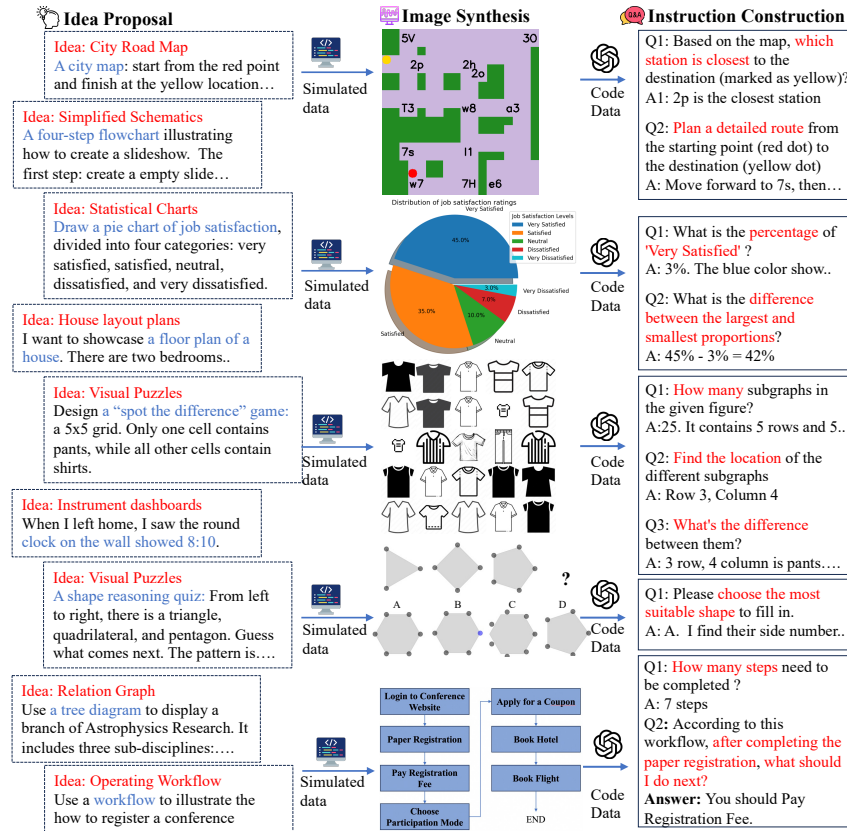 Idea Proposal
Image Synthesis
Instruction Construction
Idea: City Road Map
A city map: start from the red point
and finish at the yellow location…
Simulated
data
5V
30
2p
2h
2o
T3
w8
a3
7s
I1
w7
7H
e6
Code
Data
Q1: Based on the map, which
station is closest to the
destination (marked as yellow)?
A1: 2p is the closest station
Q2: Plan a detailed route from
the starting point (red dot) to
the destination (yellow dot)
A: Move forward to 7s, then…
Idea: Simplified Schematics
A four-step flowchart illustrating
how to create a slideshow. The
first step: create a empty slide…
Idea: Statistical Charts
Draw a pie chart of job satisfaction,
divided into four categories: very
satisfied, satisfied, neutral,
dissatisfied, and very dissatisfied.
Simulated
data
Distribution of job satisfaction ratings
Very Satisfied
Job Satisfaction Levels
Very Satisfied
Satisfied
Neutral
Dissatisfied
Very Dissatisfied
45.0%
3.0%
Very Dissatisfied
7.0%
Dissatisfied
35.0%
10.0%
Satisfied
Neutral
Code
Data
Q1: What is the percentage of
'Very Satisfied' ?
A: 3%. The blue color show..
Q2: What is the difference
between the largest and
smallest proportions?
A: 45% - 3% = 42%
Idea: House layout plans
I want to showcase a floor plan of a
house. There are two bedrooms..
Idea: Visual Puzzles
Design a “spot the difference” game:
a 5x5 grid. Only one cell contains
pants, while all other cells contain
shirts.
Simulated
data
Code
Data
Q1: How many subgraphs in
the given figure?
A:25. It contains 5 rows and 5..
Q2: Find the location of the
different subgraphs
A: Row 3, Column 4
Q3: What's the difference
between them?
A: 3 row, 4 column is pants….
Idea: Instrument dashboards
When I left home, I saw the round
clock on the wall showed 8:10.
Idea: Visual Puzzles
A shape reasoning quiz: From left
to right, there is a triangle,
quadrilateral, and pentagon. Guess
what comes next. The pattern is….
Simulated
data
?
A
B
C
D
Code
Data
Q1: Please choose the most
suitable shape to fill in.
A: A. I find their side number..
Idea: Relation Graph
Use a tree diagram to display a
branch of Astrophysics Research. It
includes three sub-disciplines:….
Idea: Operating Workflow
Use a workflow to illustrate the
how to register a conference
Simulated
data
Login to Conference
Website
Paper Registration
Pay Registration
Fee
Choose
Participation Mode
Apply for a Coupon
Book Hotel
Book Flight
END
Code
Data
Q1: How many steps need to
be completed ?
A: 7 steps
Q2: According to this
workflow, after completing the
paper registration, what should
I do next?
Answer: You should Pay
Registration Fee.